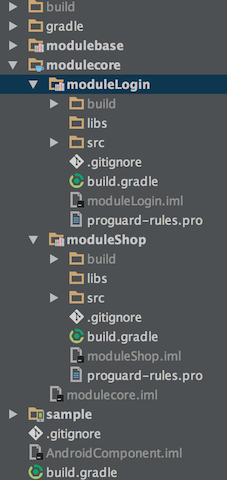 build
gradle
modulebase
modulecore
moduleLogin
build
libs
src
.gitignore
build.gradle
moduleLogin.iml
proguard-rules.pro
moduleShop
build
libs
src
.gitignore
build.gradle
moduleShop.iml
proguard-rules.pro
modulecore.iml
sample
.gitignore
AndroidComponent.iml
build.gradle